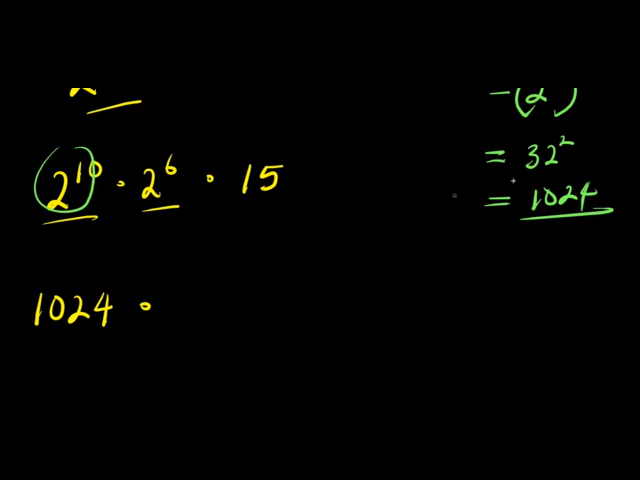 2¹⁰ · 2⁶ · 15
1024 ·
= 32²
= 1024